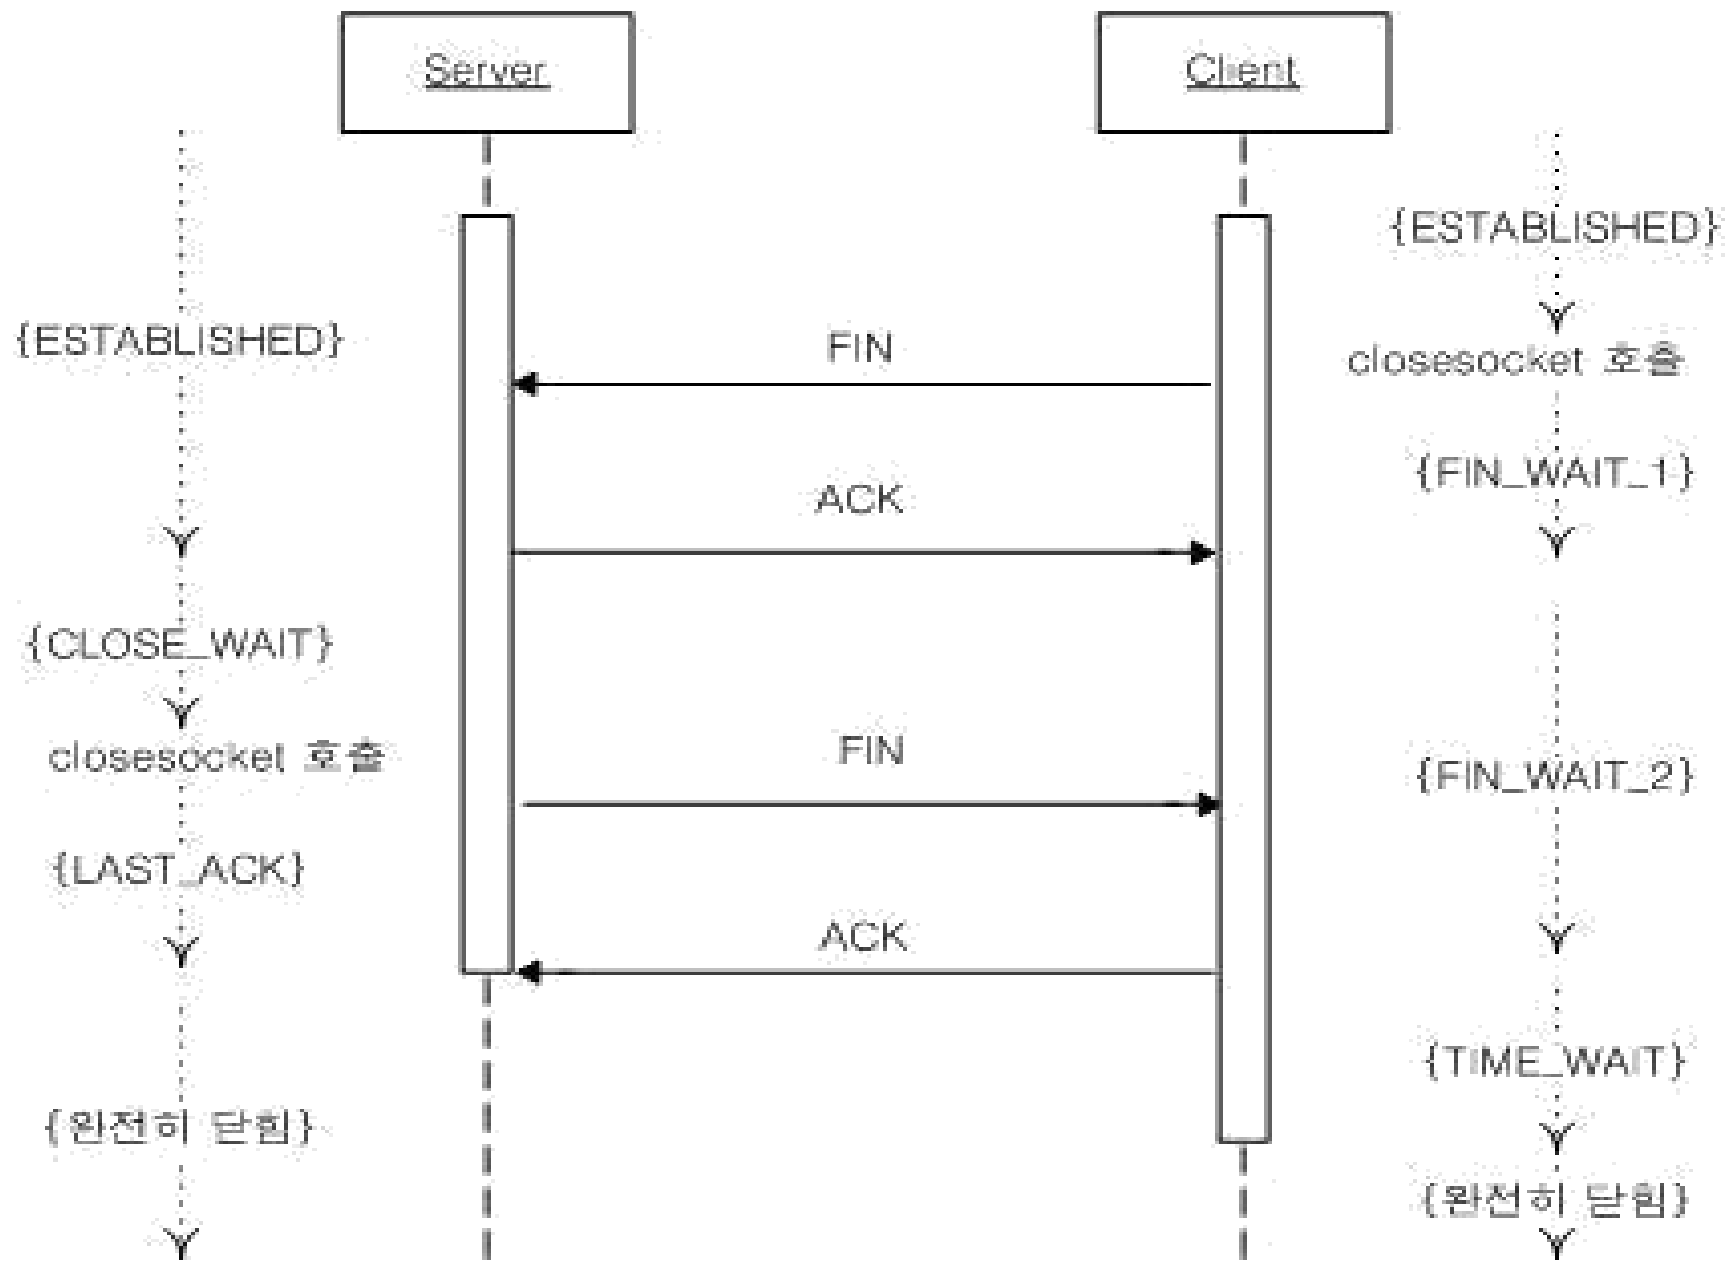 Server
Client
{ESTABLISHED}
{ESTABLISHED}
FIN
closesocket 호출
{FIN_WAIT_1}
ACK
{CLOSE_WAIT}
closesocket 호출
FIN
{FIN_WAIT_2}
{LAST_ACK}
ACK
{TIME_WAIT}
{완전히 닫힘}
{완전히 닫힘}